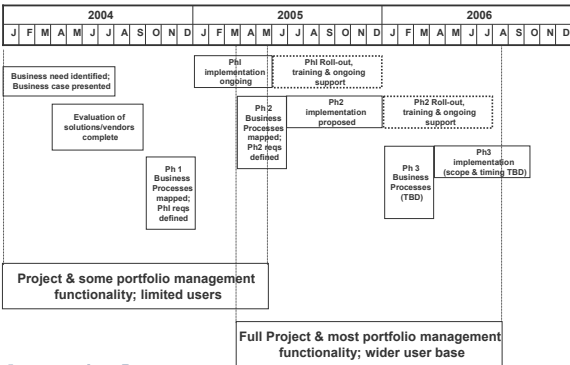 2004 2005 2006
J F M A M J J A S O N D J F M A M J J A S O N D J F M A M J J A S O N D
Business need identified;
Business case presented
PhI
implementation
ongoing
PhI Roll-out,
training & ongoing
support
Evaluation of
solutions/vendors
complete
Ph 2
Business
Processes
mapped;
Ph2 reqs
defined
Ph2
implementation
proposed
Ph2 Roll-out,
training & ongoing
support
Ph 1
Business
Processes
mapped;
PhI reqs
defined
Ph 3
Business
Processes
(TBD)
Ph3
implementation
(scope & timing TBD)
Project & some portfolio management
functionality; limited users
Full Project & most portfolio management
functionality; wider user base